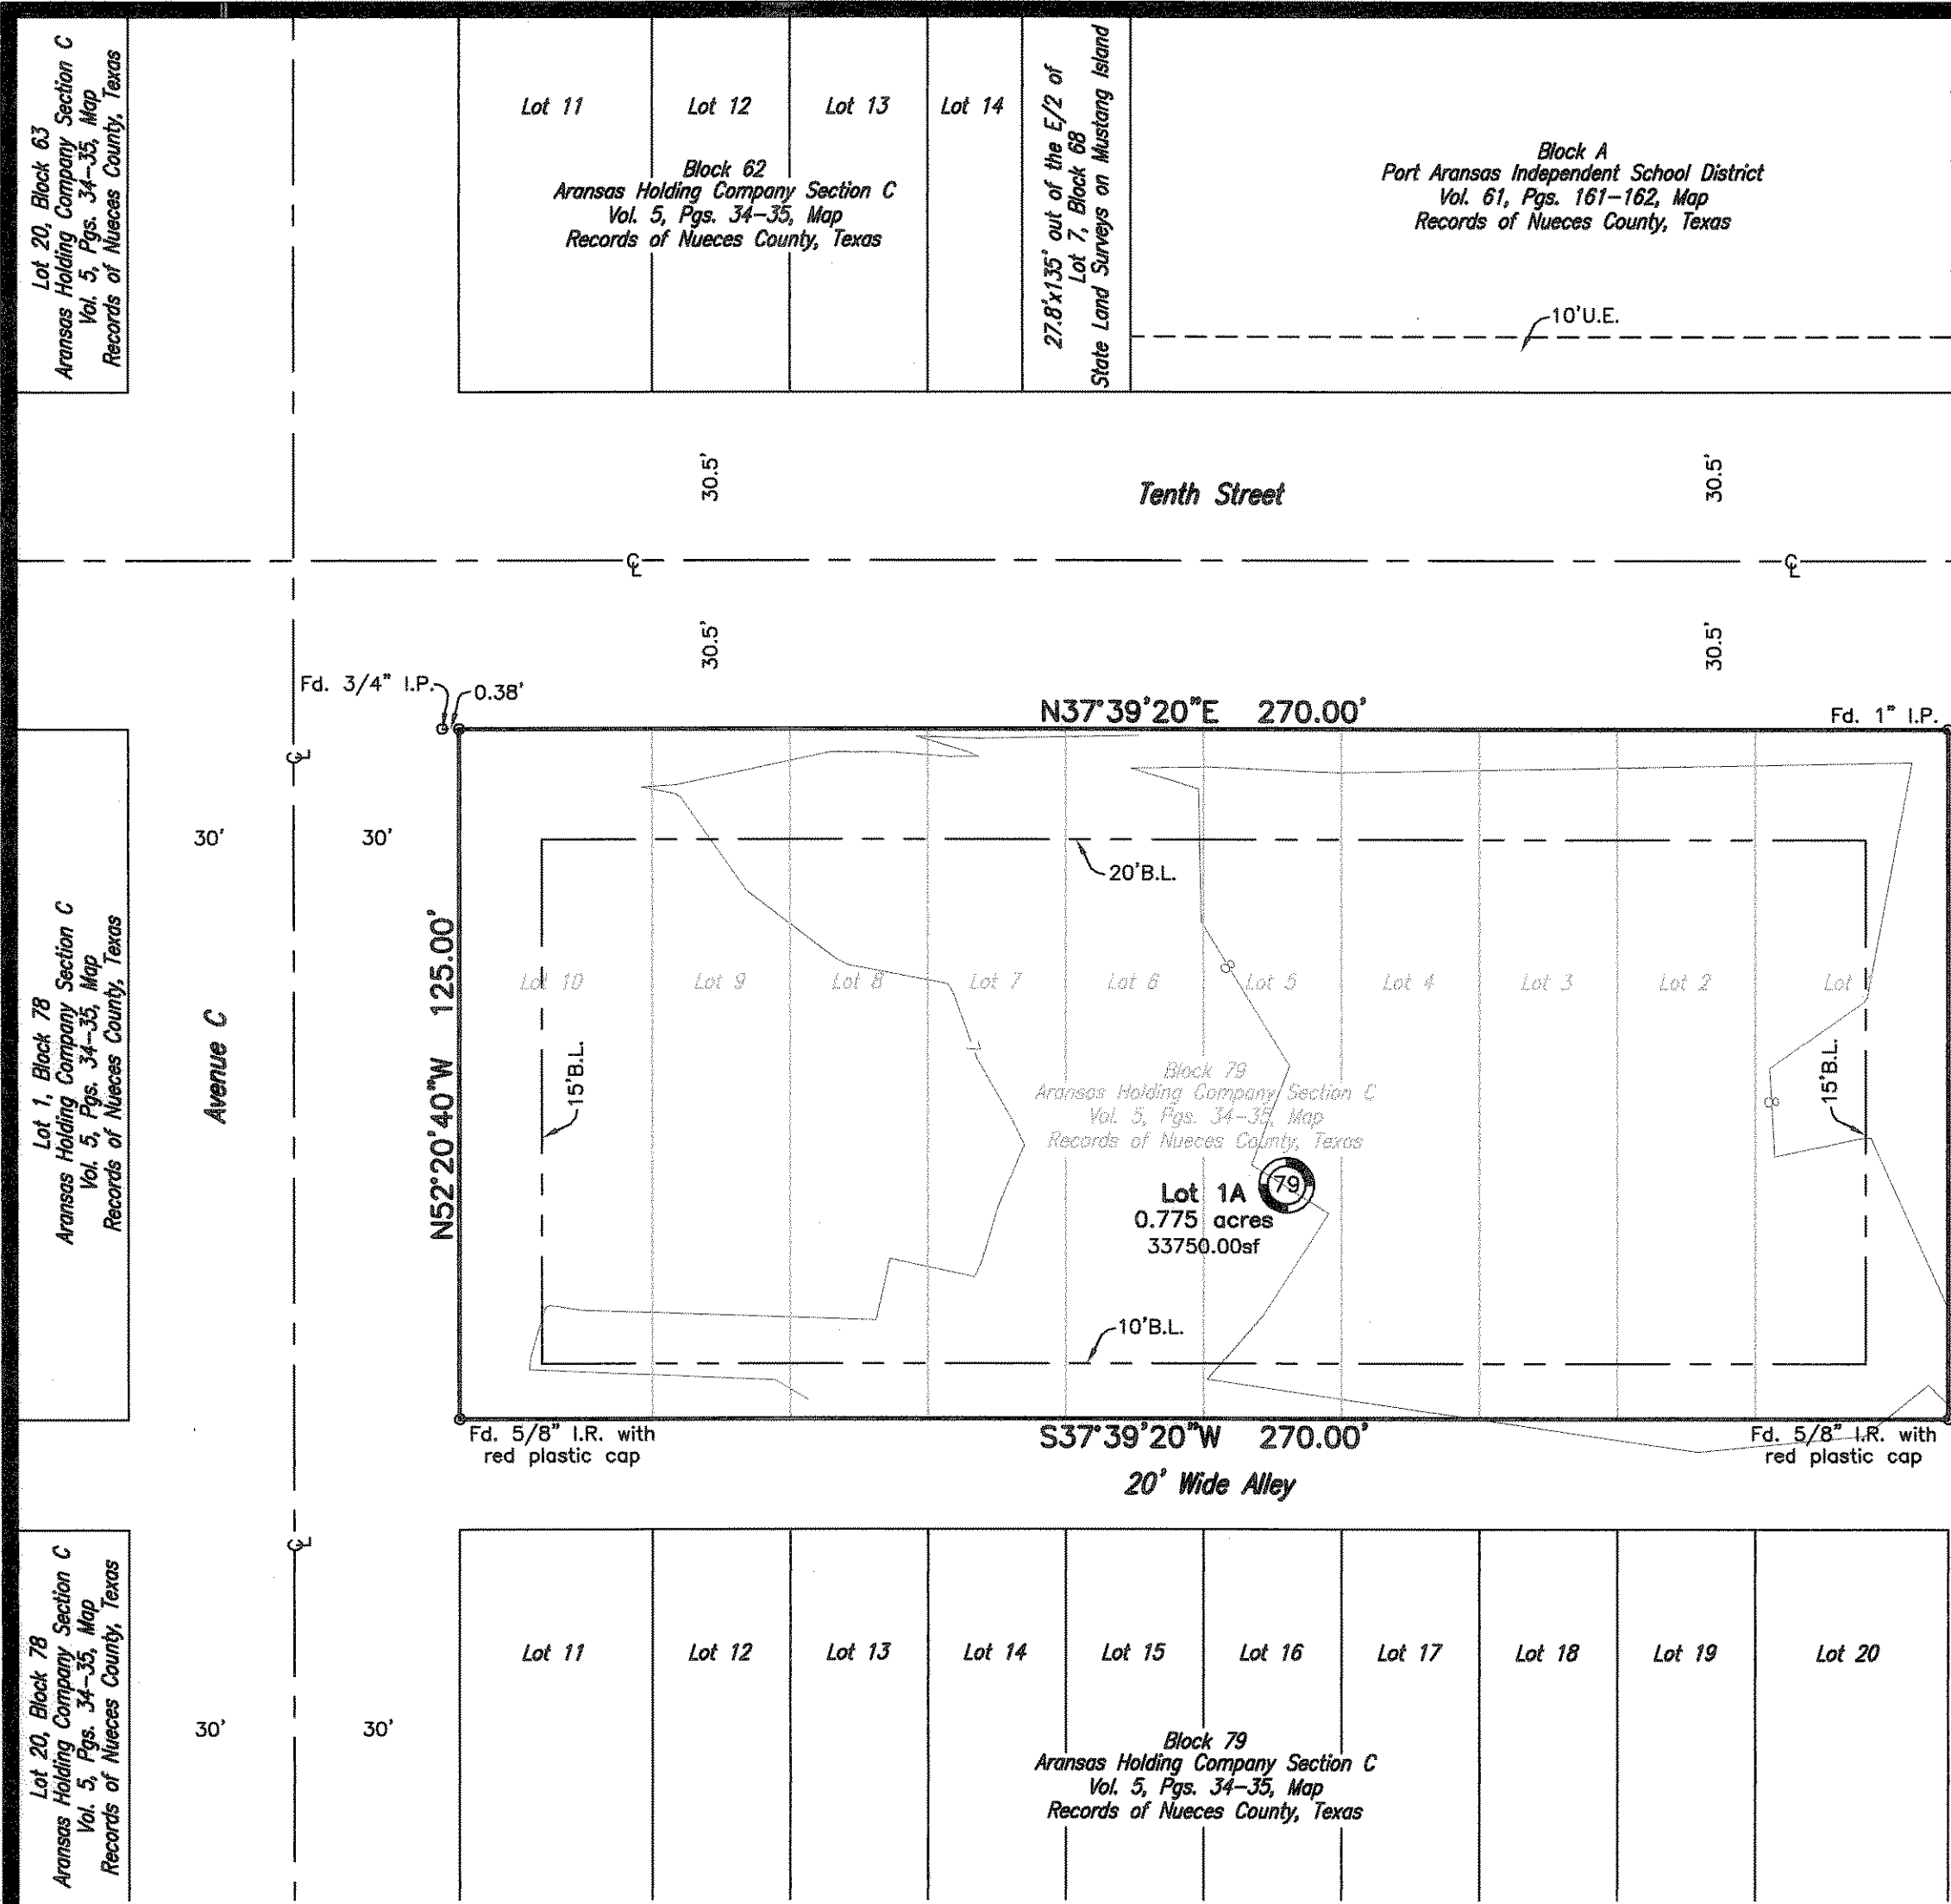 Lot 20, Block 63
Aransas Holding Company Section C
Vol. 5, Pgs. 34-35, Map
Records of Nueces County, Texas
Lot 11
Lot 12
Lot 13
Lot 14
Block 62
Aransas Holding Company Section C
Vol. 5, Pgs. 34-35, Map
Records of Nueces County, Texas
27.8'x135' out of the E/2 of
Lot 7, Block 68
State Land Surveys on Mustang Island
Block A
Port Aransas Independent School District
Vol. 61, Pgs. 161-162, Map
Records of Nueces County, Texas
10'U.E.
30.5'
Tenth Street
30.5'
℄
℄
30.5'
30.5'
Fd. 3/4" I.P.
0.38'
N37°39'20"E 270.00'
Fd. 1" I.P.
℄
30'
30'
20'B.L.
Lot 1, Block 78
Aransas Holding Company Section C
Vol. 5, Pgs. 34-35, Map
Records of Nueces County, Texas
Avenue C
N52°20'40"W 125.00'
Lot 10
Lot 9
Lot 8
Lot 7
Lot 6
8
Lot 5
Lot 4
Lot 3
Lot 2
Lot
7
15'B.L.
Block 79
Aransas Holding Company Section C
Vol. 5, Pgs. 34-35, Map
Records of Nueces County, Texas
8
15'B.L.
Lot 1A
79
0.775 acres
33750.00sf
10'B.L.
Fd. 5/8" I.R. with
red plastic cap
S37°39'20"W 270.00'
Fd. 5/8" I.R. with
red plastic cap
20' Wide Alley
℄
Lot 20, Block 78
Aransas Holding Company Section C
Vol. 5, Pgs. 34-35, Map
Records of Nueces County, Texas
30'
30'
Lot 11
Lot 12
Lot 13
Lot 14
Lot 15
Lot 16
Lot 17
Lot 18
Lot 19
Lot 20
Block 79
Aransas Holding Company Section C
Vol. 5, Pgs. 34-35, Map
Records of Nueces County, Texas